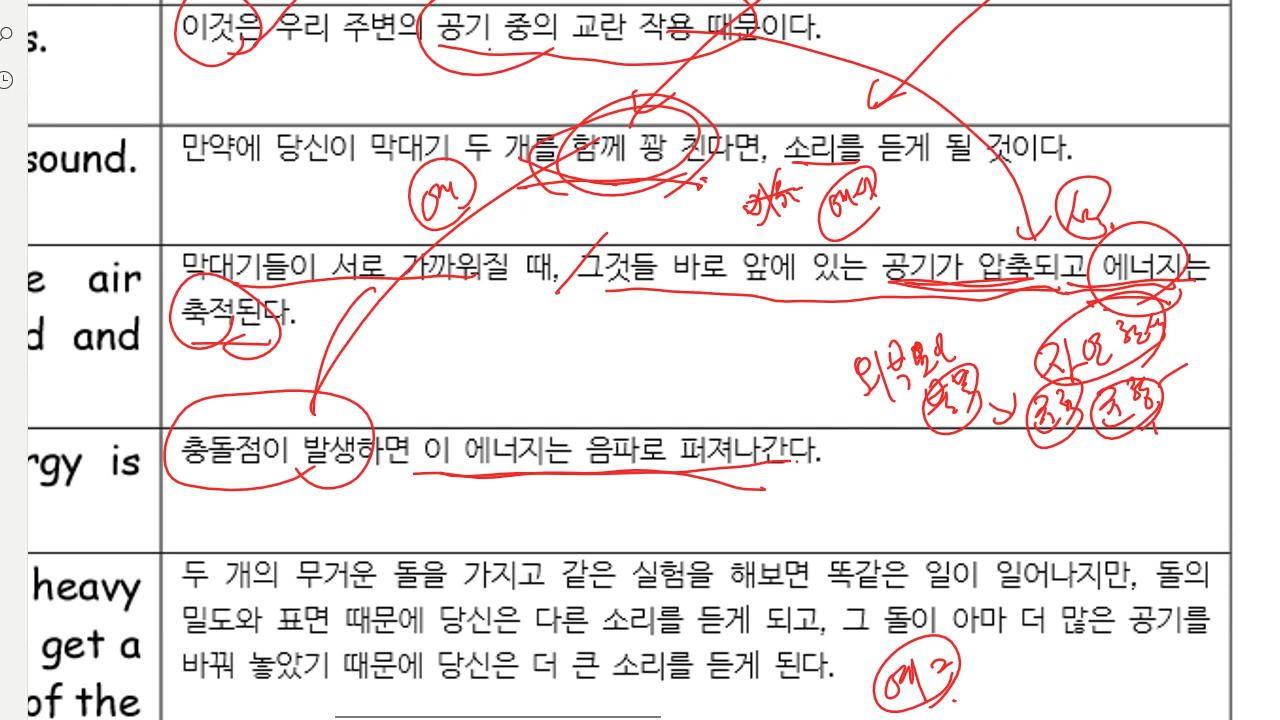 이것은 우리 주변의 공기 중의 교란 작용 때문이다.
s.
sound.
만약에 당신이 막대기 두 개를 함께 꽝 친다면, 소리를 듣게 될 것이다.
예
예시
e air
d and
막대기들이 서로 가까워질 때, 그것들 바로 앞에 있는 공기가 압축되고 에너지는
축적된다.
rgy is
충돌점이 발생하면 이 에너지는 음파로 퍼져나간다.
heavy
get a
of the
두 개의 무거운 돌을 가지고 같은 실험을 해보면 똑같은 일이 일어나지만, 돌의
밀도와 표면 때문에 당신은 다른 소리를 듣게 되고, 그 돌이 아마 더 많은 공기를
바꿔 놓았기 때문에 당신은 더 큰 소리를 듣게 된다.
예2